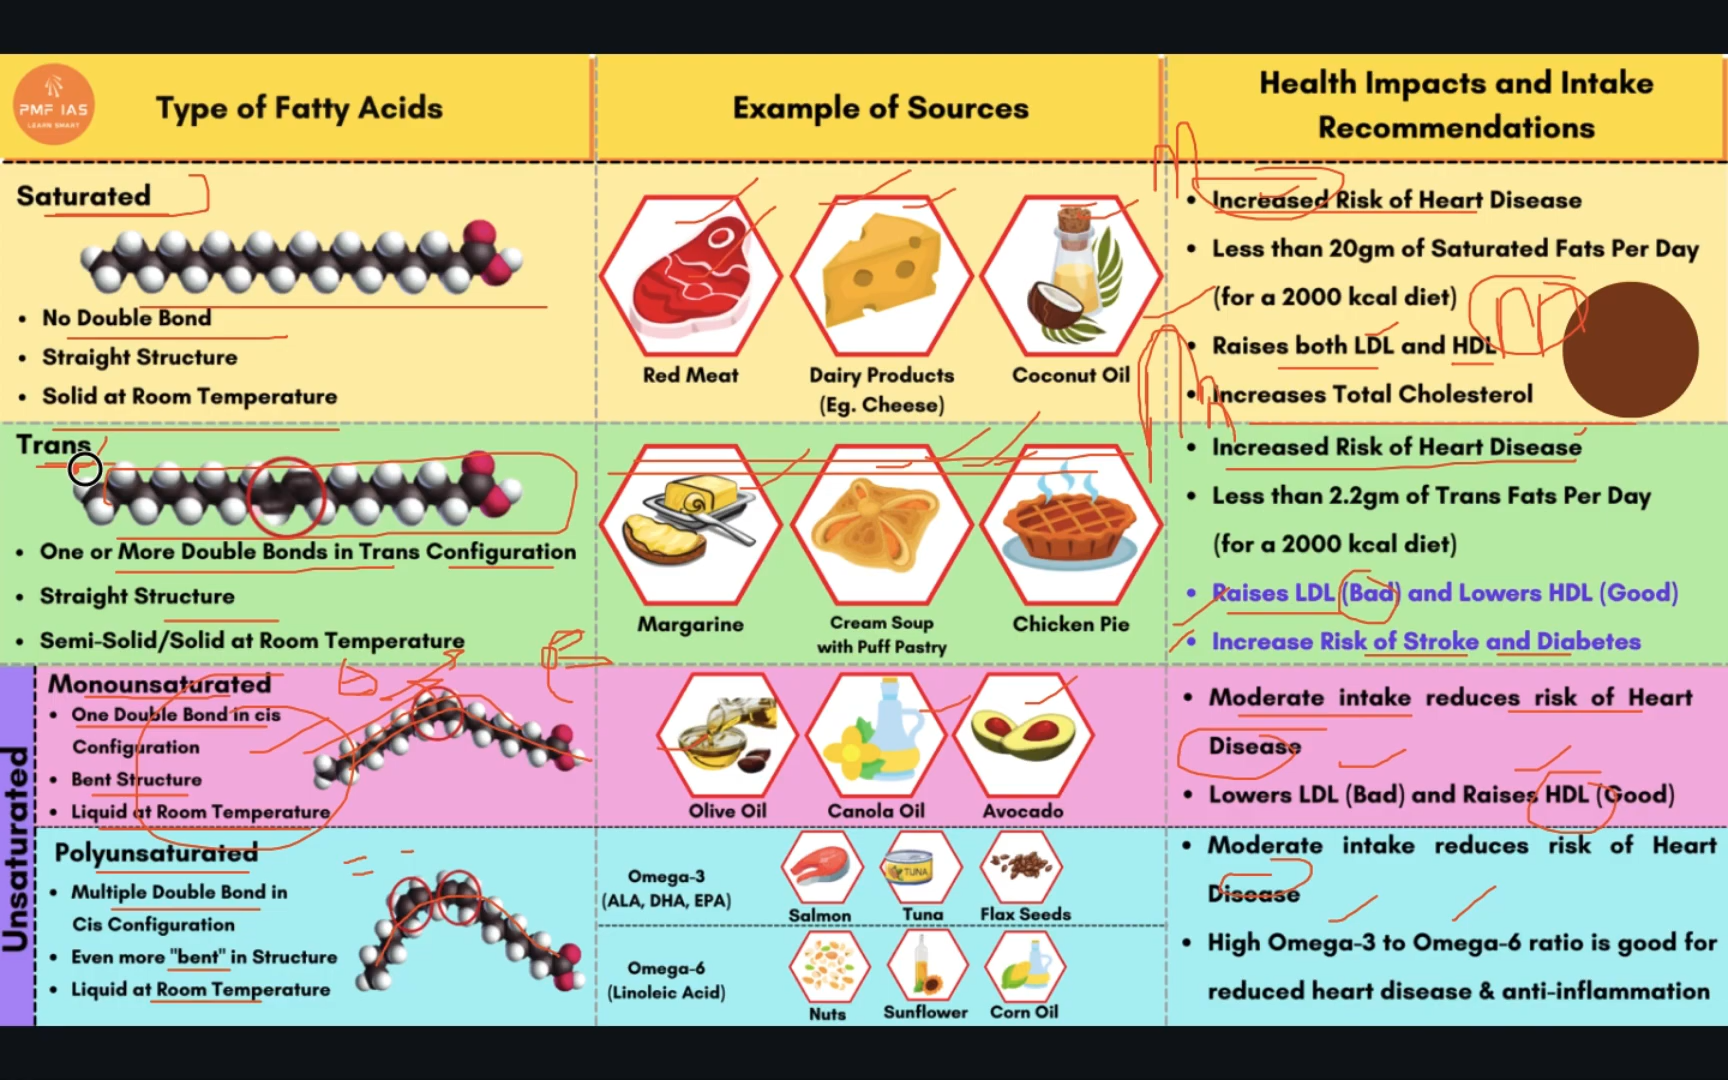 PMF IAS
LEARN SMART
Type of Fatty Acids
Example of Sources
Health Impacts and Intake
Recommendations
Saturated
• No Double Bond
• Straight Structure
• Solid at Room Temperature
Red Meat
Dairy Products
(Eg. Cheese)
Coconut Oil
• Increased Risk of Heart Disease
• Less than 20gm of Saturated Fats Per Day
(for a 2000 kcal diet)
• Raises both LDL and HDL
• Increases Total Cholesterol
Trans
• One or More Double Bonds in Trans Configuration
• Straight Structure
• Semi-Solid/Solid at Room Temperature
Margarine
Cream Soup
with Puff Pastry
Chicken Pie
• Increased Risk of Heart Disease
• Less than 2.2gm of Trans Fats Per Day
(for a 2000 kcal diet)
• Raises LDL (Bad) and Lowers HDL (Good)
• Increase Risk of Stroke and Diabetes
Unsaturated
Monounsaturated
• One Double Bond in cis
Configuration
• Bent Structure
• Liquid at Room Temperature
Olive Oil
Canola Oil
Avocado
• Moderate intake reduces risk of Heart
Disease
• Lowers LDL (Bad) and Raises HDL (Good)
Polyunsaturated
• Multiple Double Bond in
Cis Configuration
• Even more "bent" in Structure
• Liquid at Room Temperature
Omega-3
(ALA, DHA, EPA)
Salmon
TUNA
Tuna
Flax Seeds
Omega-6
(Linoleic Acid)
Nuts
Sunflower
Corn Oil
• Moderate intake reduces risk of Heart
Disease
• High Omega-3 to Omega-6 ratio is good for
reduced heart disease & anti-inflammation